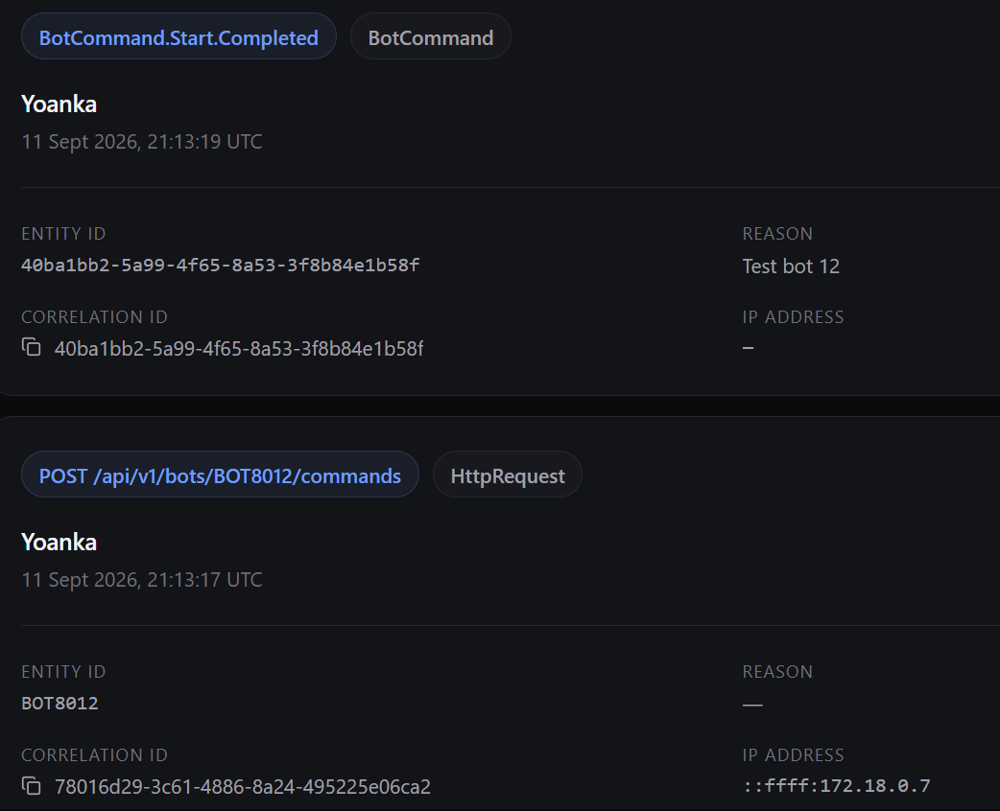 BotCommand.Start.Completed BotCommand
Yoanka
11 Sept 2026, 21:13:19 UTC
ENTITY ID REASON
40ba1bb2-5a99-4f65-8a53-3f8b84e1b58f Test bot 12
CORRELATION ID IP ADDRESS
40ba1bb2-5a99-4f65-8a53-3f8b84e1b58f –
POST /api/v1/bots/BOT8012/commands HttpRequest
Yoanka
11 Sept 2026, 21:13:17 UTC
ENTITY ID REASON
BOT8012 —
CORRELATION ID IP ADDRESS
78016d29-3c61-4886-8a24-495225e06ca2 ::ffff:172.18.0.7